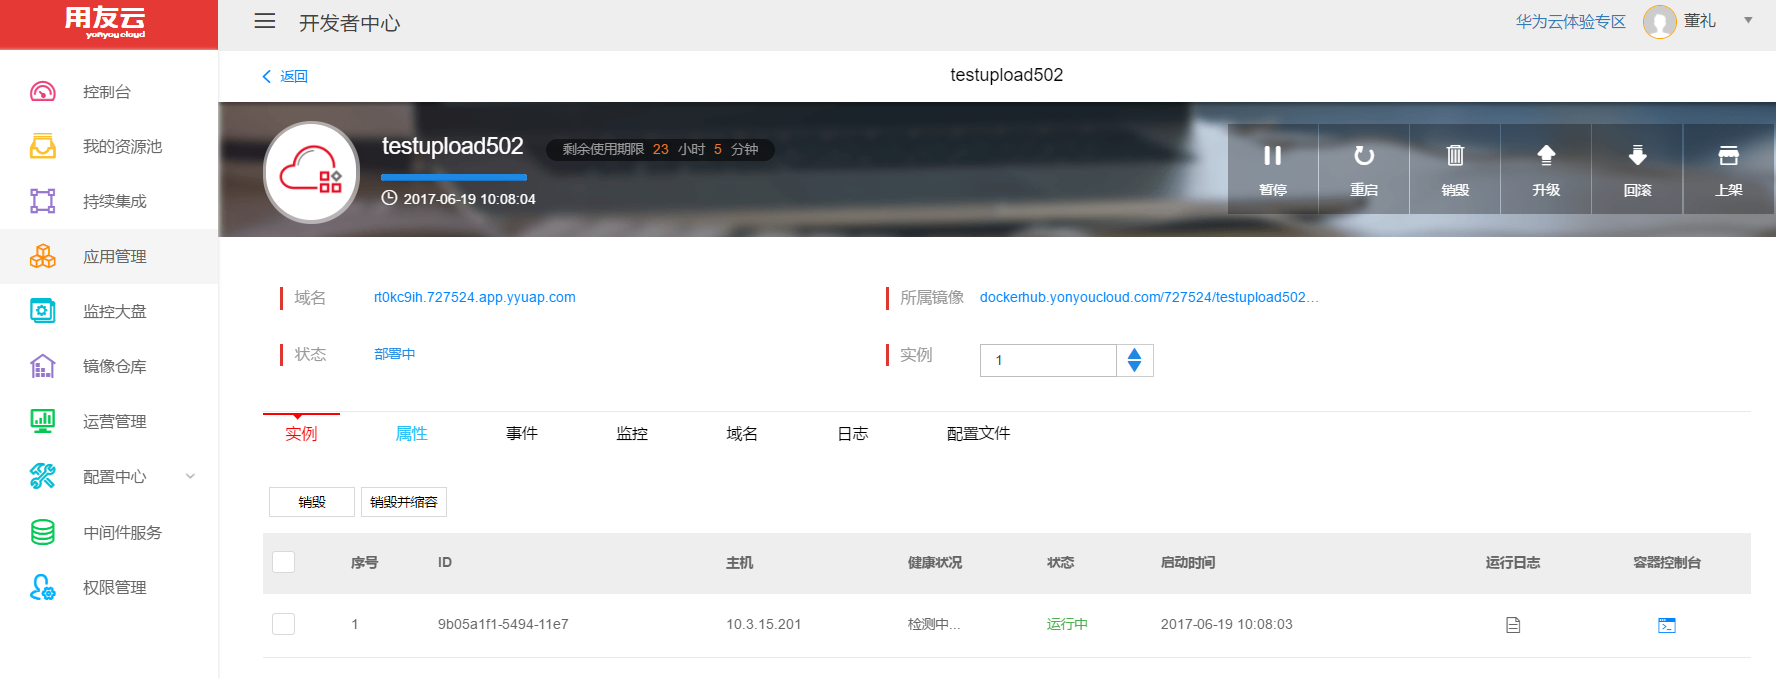 用友云
yonyoucloud
开发者中心
华为云体验专区
董礼
控制台
我的资源池
持续集成
应用管理
监控大盘
镜像仓库
运营管理
配置中心
中间件服务
权限管理
返回
testupload502
testupload502
剩余使用期限 23 小时 5 分钟
2017-06-19 10:08:04
暂停
重启
销毁
升级
回滚
上架
域名 rt0kc9ih.727524.app.yyuap.com
所属镜像 dockerhub.yonyoucloud.com/727524/testupload502...
状态 部署中
实例 1
实例 属性 事件 监控 域名 日志 配置文件
销毁 销毁并缩容
序号 ID 主机 健康状况 状态 启动时间 运行日志 容器控制台
1 9b05a1f1-5494-11e7 10.3.15.201 检测中... 运行中 2017-06-19 10:08:03